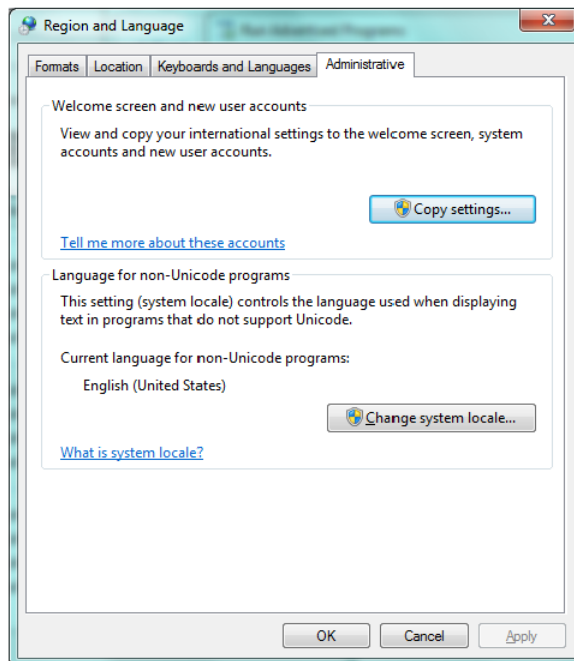 Region and Language
Formats Location Keyboards and Languages Administrative
Welcome screen and new user accounts
View and copy your international settings to the welcome screen, system
accounts and new user accounts.
Copy settings...
Tell me more about these accounts
Language for non-Unicode programs
This setting (system locale) controls the language used when displaying
text in programs that do not support Unicode.
Current language for non-Unicode programs:
English (United States)
Change system locale...
What is system locale?
OK Cancel Apply